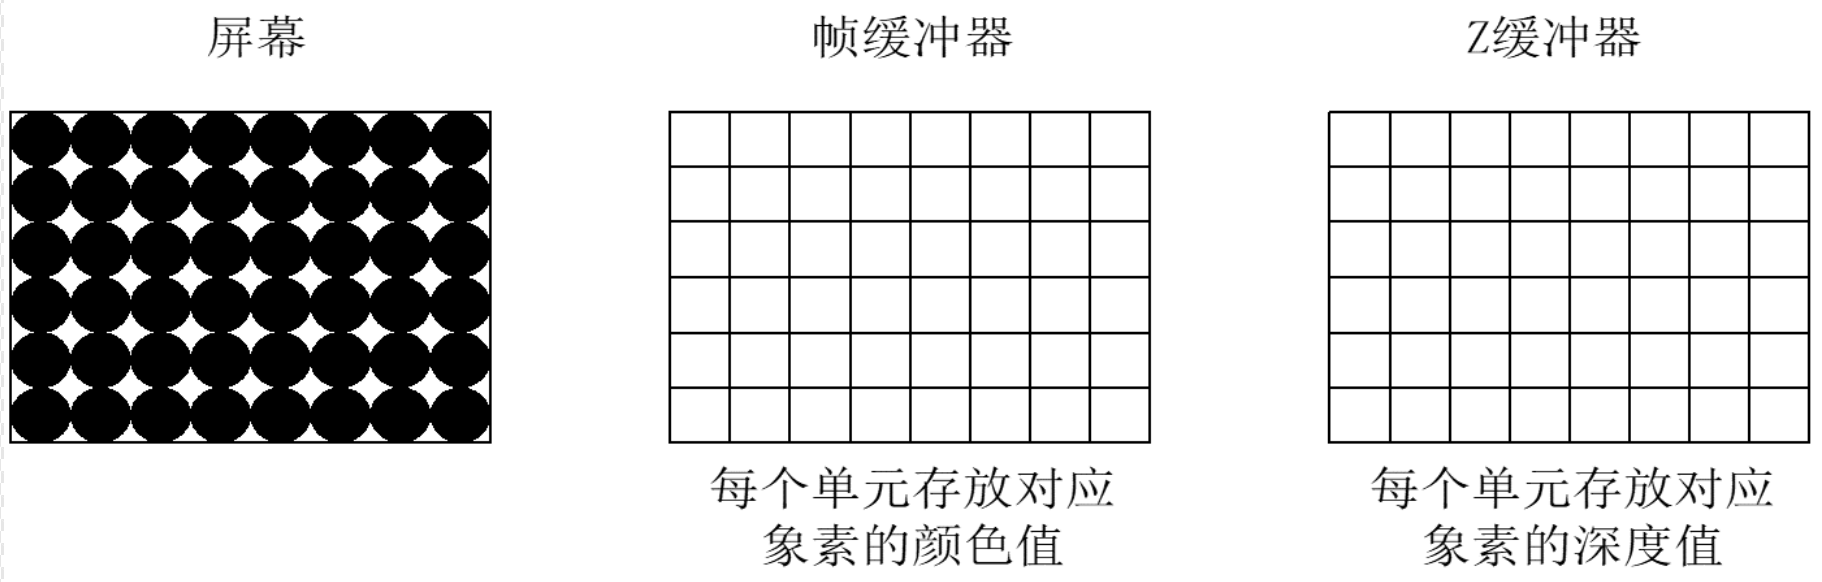 屏幕
帧缓冲器
Z缓冲器
每个单元存放对应
象素的颜色值
每个单元存放对应
象素的深度值